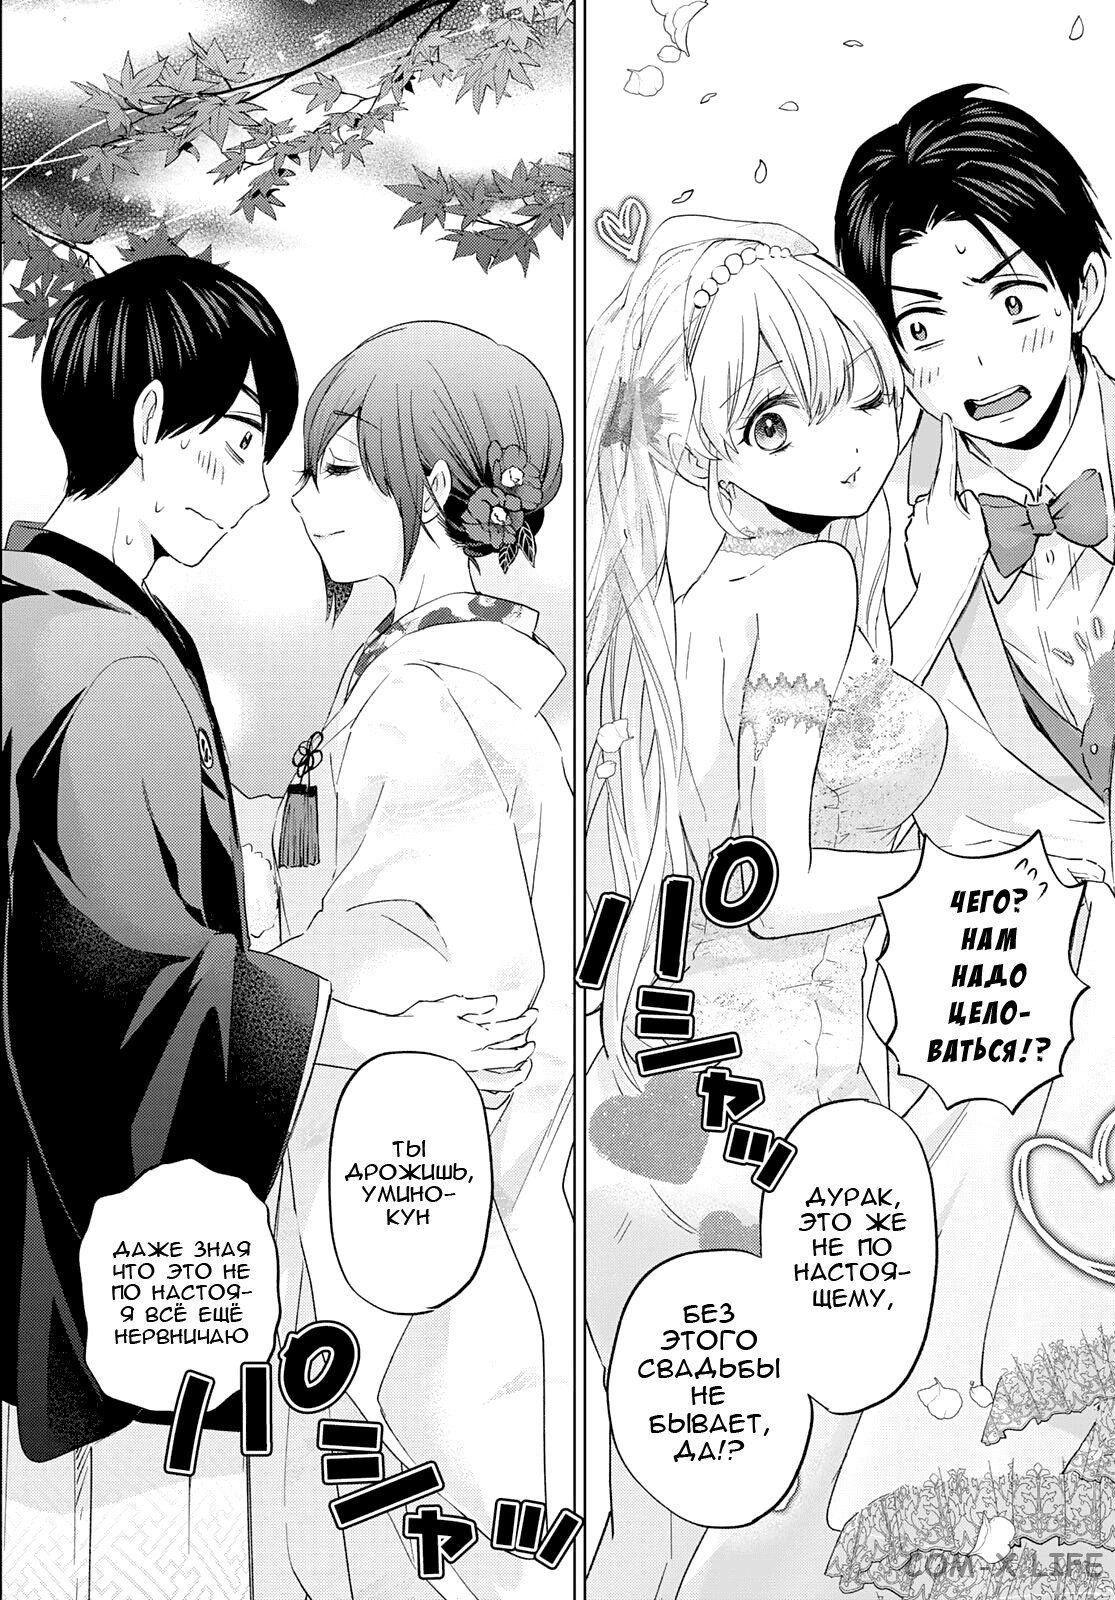 ЧЕГО?
НАМ
НАДО
ЦЕЛО-
ВАТЬСЯ!?
ДУРАК,
ЭТО ЖЕ
НЕ ПО
НАСТОЯ-
ЩЕМУ,
БЕЗ
ЭТОГО
СВАДЬБЫ
НЕ
БЫВАЕТ,
ДА!?
パシャッ
ТЫ
ДРОЖИШЬ,
УМИНО-
КУН
ДАЖЕ ЗНАЯ
ЧТО ЭТО НЕ
ПО НАСТОЯ-
Я ВСЁ ЕЩЁ
НЕРВНИЧАЮ
パシャッ
COM-X LIFE